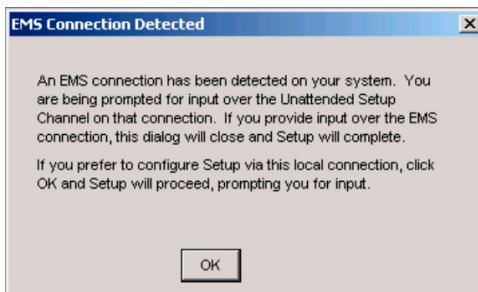 EMS Connection Detected
An EMS connection has been detected on your system. You
are being prompted for input over the Unattended Setup
Channel on that connection. If you provide input over the EMS
connection, this dialog will close and Setup will complete.
If you prefer to configure Setup via this local connection, click
OK and Setup will proceed, prompting you for input.
OK